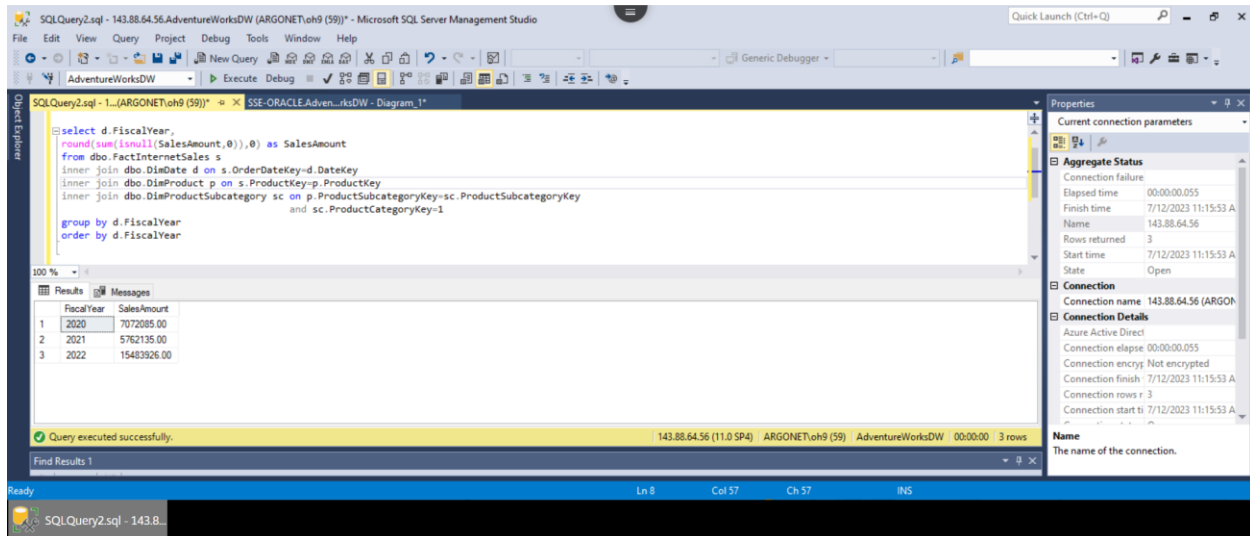 SQLQuery2.sql - 143.88.64.56.AdventureWorksDW (ARGONET\oh9 (59))* - Microsoft SQL Server Management Studio
Quick Launch (Ctrl+Q)
File Edit View Query Project Debug Tools Window Help
New Query
Generic Debugger
AdventureWorksDW
Execute Debug
Object Explorer
SQLQuery2.sql - 1...(ARGONET\oh9 (59))*
SSE-ORACLE.Adven...rksDW - Diagram_1*
select d.FiscalYear,
round(sum(isnull(SalesAmount,0)),0) as SalesAmount
from dbo.FactInternetSales s
inner join dbo.DimDate d on s.OrderDateKey=d.DateKey
inner join dbo.DimProduct p on s.ProductKey=p.ProductKey
inner join dbo.DimProductSubcategory sc on p.ProductSubcategoryKey=sc.ProductSubcategoryKey
and sc.ProductCategoryKey=1
group by d.FiscalYear
order by d.FiscalYear
100 %
Results Messages
FiscalYear SalesAmount
1 2020 7072085.00
2 2021 5762135.00
3 2022 15483926.00
Query executed successfully.
143.88.64.56 (11.0 SP4) ARGONET\oh9 (59) AdventureWorksDW 00:00:00 3 rows
Find Results 1
Properties
Current connection parameters
Aggregate Status
Connection failure
Elapsed time 00:00:00.055
Finish time 7/12/2023 11:15:53 A
Name 143.88.64.56
Rows returned 3
Start time 7/12/2023 11:15:53 A
State Open
Connection
Connection name 143.88.64.56 (ARGON
Connection Details
Azure Active Direct
Connection elapse 00:00:00.055
Connection encryp Not encrypted
Connection finish 7/12/2023 11:15:53 A
Connection rows r 3
Connection start ti 7/12/2023 11:15:53 A
Name
The name of the connection.
Ready
Ln 8 Col 57 Ch 57 INS
SQLQuery2.sql - 143.8...